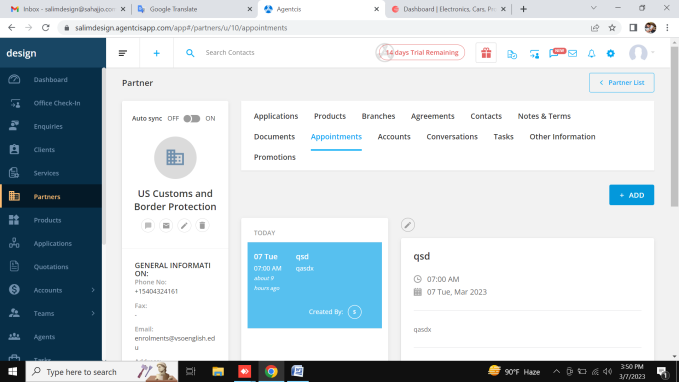 Inbox - salimdesign@sahajjo.com
Google Translate
Agentcis
Dashboard | Electronics, Cars, Pro
salimdesign.agentcisapp.com/app#/partners/u/10/appointments
design
Search Contacts
14 days Trial Remaining
NEW
Dashboard
Office Check-In
Enquiries
Clients
Services
Partners
Products
Applications
Quotations
Accounts
Teams
Agents
Tasks
Partner
Partner List
Auto sync OFF ON
US Customs and
Border Protection
GENERAL INFORMATI
ON:
Phone No:
+15404324161
Fax:
-
Email:
enrolments@vsoenglish.ed
u
Applications Products Branches Agreements Contacts Notes & Terms
Documents Appointments Accounts Conversations Tasks Other Information
Promotions
+ ADD
TODAY
07 Tue qsd
07:00 AM qasdx
about 9
hours ago
Created By: s
qsd
07:00 AM
07 Tue, Mar 2023
qasdx
Type here to search
90°F Haze
3:50 PM
3/7/2023